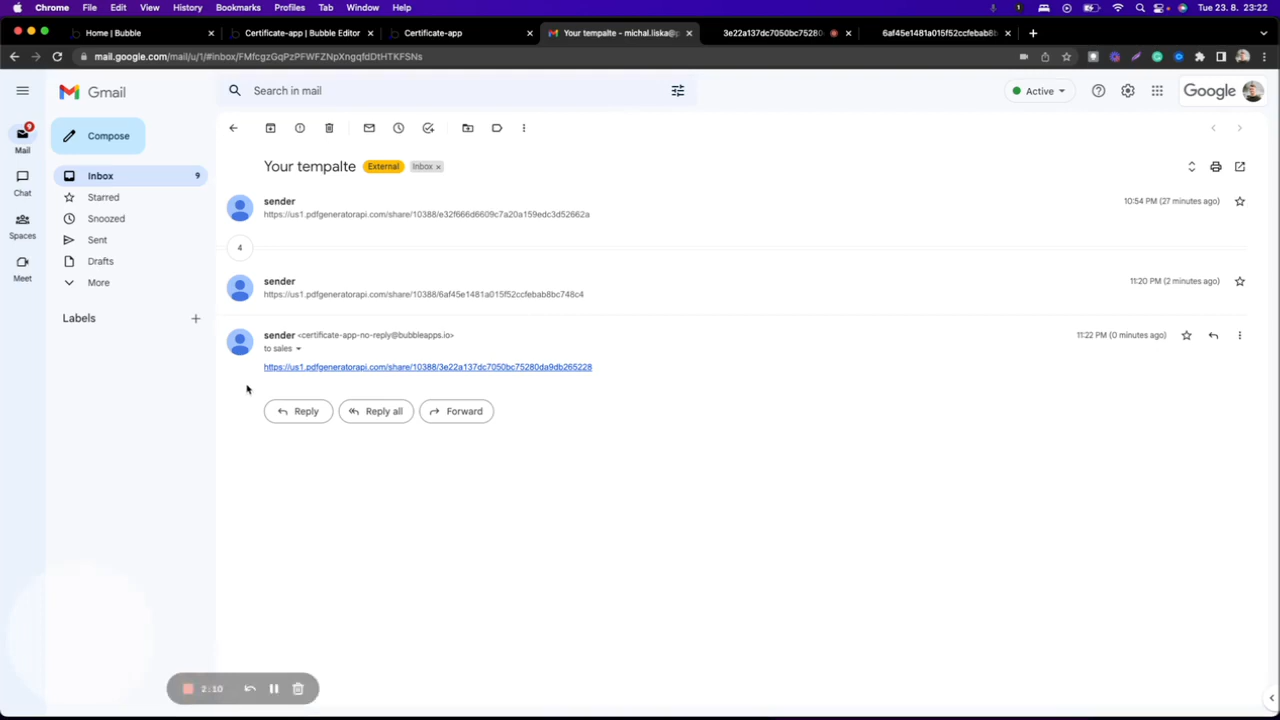 Chrome File Edit View History Bookmarks Profiles Tab Window Help Tue 23. 8. 23:22
Home | Bubble Certificate-app | Bubble Editor Certificate-app Your tempalte - michal.liska@p 3e22a137dc7050bc75280 6af45e1481a015f52ccfebab8b
mail.google.com/mail/u/1/#inbox/FMfcgzGqPzPFWFZNpXngqfdDtHTKFSNs
Gmail Search in mail Active Google
Compose
9
Mail
Inbox 9
Chat
Starred
Spaces
Snoozed
Meet
Sent
Drafts
More
Labels
Your tempalte External Inbox x
sender 10:54 PM (27 minutes ago)
https://us1.pdfgeneratorapi.com/share/10388/e32f666d6609c7a20a159edc3d52662a
4
sender 11:20 PM (2 minutes ago)
https://us1.pdfgeneratorapi.com/share/10388/6af45e1481a015f52ccfebab8bc748c4
sender <certificate-app-no-reply@bubbleapps.io> 11:22 PM (0 minutes ago)
to sales
https://us1.pdfgeneratorapi.com/share/10388/3e22a137dc7050bc75280da9db265228
Reply Reply all Forward
2:10